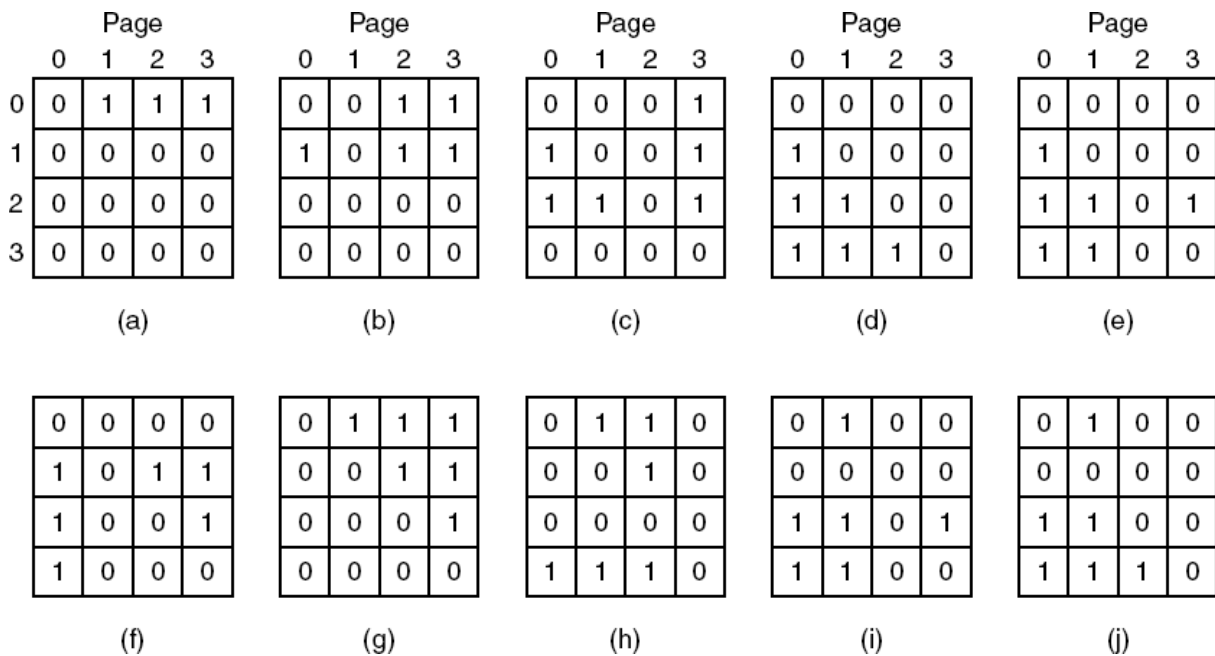 Page Page Page Page Page
0 1 2 3 0 1 2 3 0 1 2 3 0 1 2 3 0 1 2 3
0 0 1 1 1 0 0 1 1 0 0 0 1 0 0 0 0 0 0 0 0
1 0 0 0 0 1 0 1 1 1 0 0 1 1 0 0 0 1 0 0 0
2 0 0 0 0 0 0 0 0 1 1 0 1 1 1 0 0 1 1 0 1
3 0 0 0 0 0 0 0 0 0 0 0 0 1 1 1 0 1 1 0 0
(a) (b) (c) (d) (e)
0 0 0 0 0 1 1 1 0 1 1 0 0 1 0 0 0 1 0 0
1 0 1 1 0 0 1 1 0 0 1 0 0 0 0 0 0 0 0 0
1 0 0 1 0 0 0 1 0 0 0 0 1 1 0 1 1 1 0 0
1 0 0 0 0 0 0 0 1 1 1 0 1 1 0 0 1 1 1 0
(f) (g) (h) (i) (j)